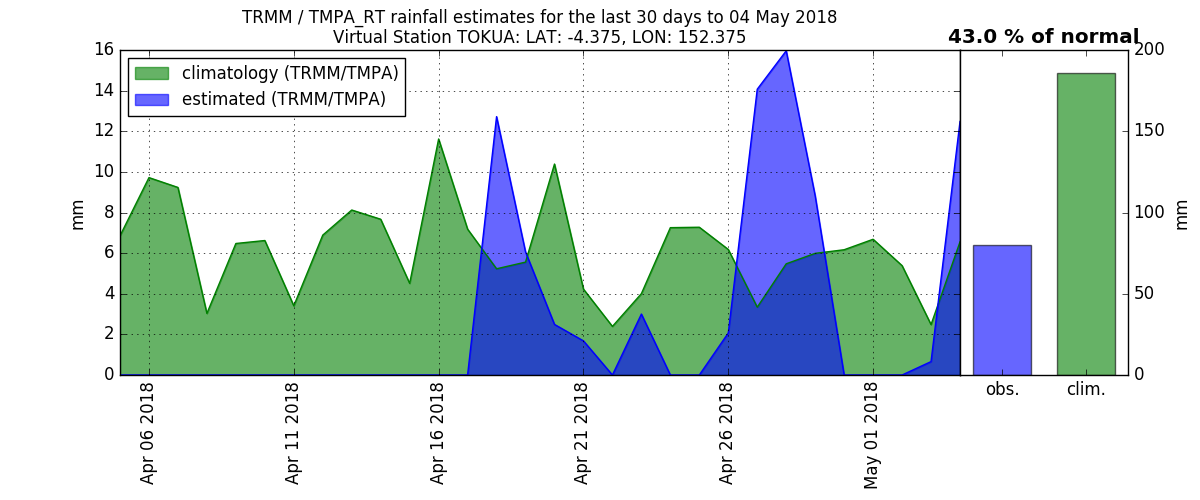 TRMM / TMPA_RT rainfall estimates for the last 30 days to 04 May 2018
Virtual Station TOKUA: LAT: -4.375, LON: 152.375
43.0 % of normal
climatology (TRMM/TMPA)
estimated (TRMM/TMPA)
mm
16
14
12
10
8
6
4
2
0
Apr 06 2018
Apr 11 2018
Apr 16 2018
Apr 21 2018
Apr 26 2018
May 01 2018
obs.
clim.
200
150
100
50
0
mm